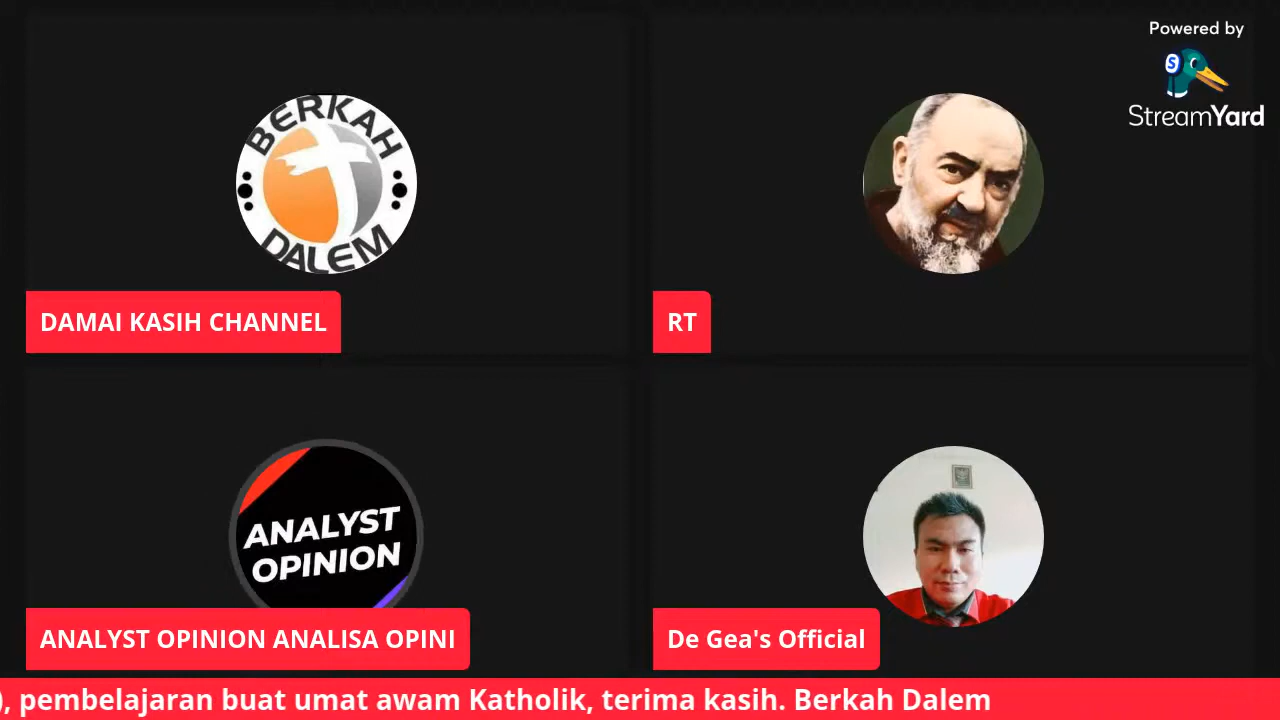 Powered by
StreamYard
BERKAH
DALEM
DAMAI KASIH CHANNEL
RT
ANALYST
OPINION
ANALYST OPINION ANALISA OPINI
De Gea's Official
), pembelajaran buat umat awam Katholik, terima kasih. Berkah Dalem